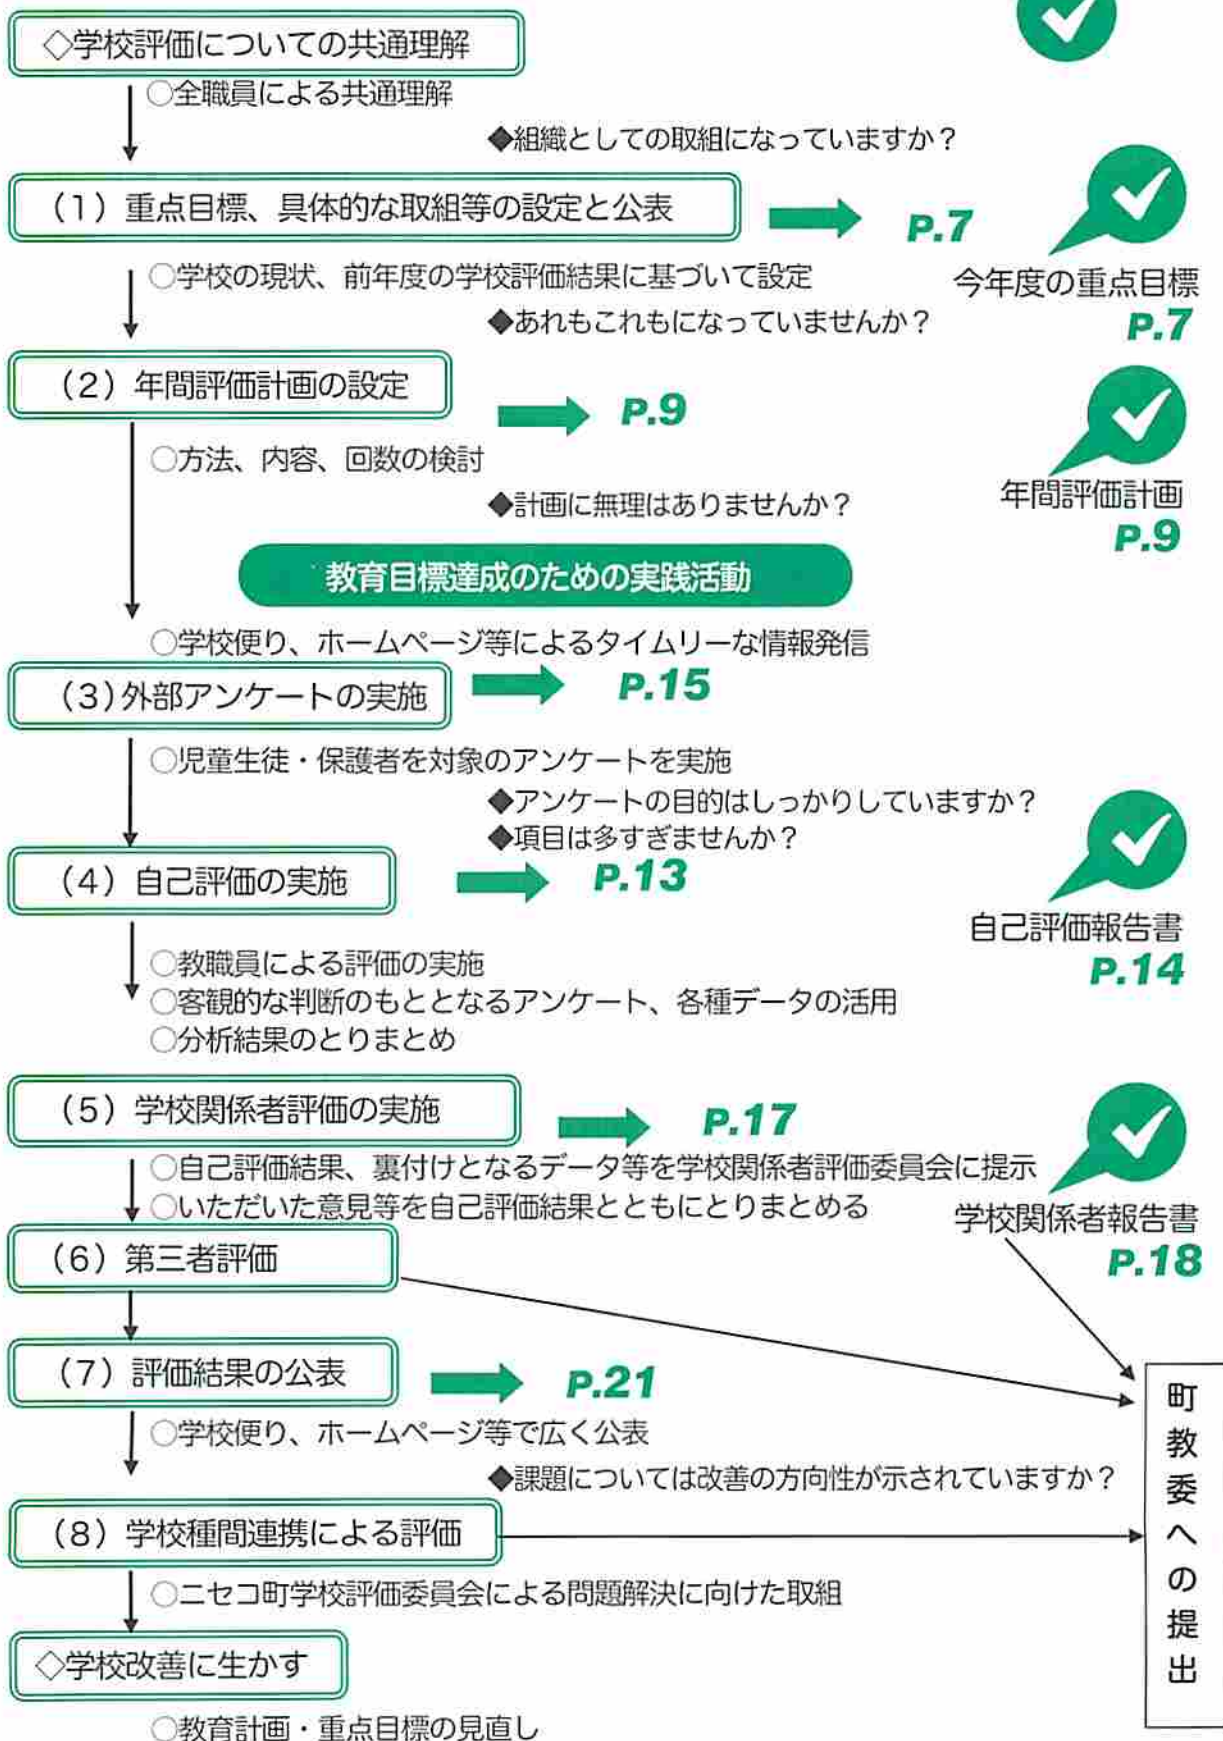 ◇学校評価についての共通理解
○全職員による共通理解
◆組織としての取組になっていますか？
（1）重点目標、具体的な取組等の設定と公表
P.7
○学校の現状、前年度の学校評価結果に基づいて設定
今年度の重点目標
◆あれもこれもになっていませんか？
P.7
（2）年間評価計画の設定
P.9
○方法、内容、回数の検討
年間評価計画
◆計画に無理はありませんか？
P.9
教育目標達成のための実践活動
○学校便り、ホームページ等によるタイムリーな情報発信
（3）外部アンケートの実施
P.15
○児童生徒・保護者を対象のアンケートを実施
◆アンケートの目的はしっかりしていますか？
◆項目は多すぎませんか？
（4）自己評価の実施
P.13
自己評価報告書
P.14
○教職員による評価の実施
○客観的な判断のもととなるアンケート、各種データの活用
○分析結果のとりまとめ
（5）学校関係者評価の実施
P.17
○自己評価結果、裏付けとなるデータ等を学校関係者評価委員会に提示
○いただいた意見等を自己評価結果とともにとりまとめる
学校関係者報告書
P.18
（6）第三者評価
（7）評価結果の公表
P.21
○学校便り、ホームページ等で広く公表
◆課題については改善の方向性が示されていますか？
（8）学校種間連携による評価
○ニセコ町学校評価委員会による問題解決に向けた取組
町教委への提出
◇学校改善に生かす
○教育計画・重点目標の見直し